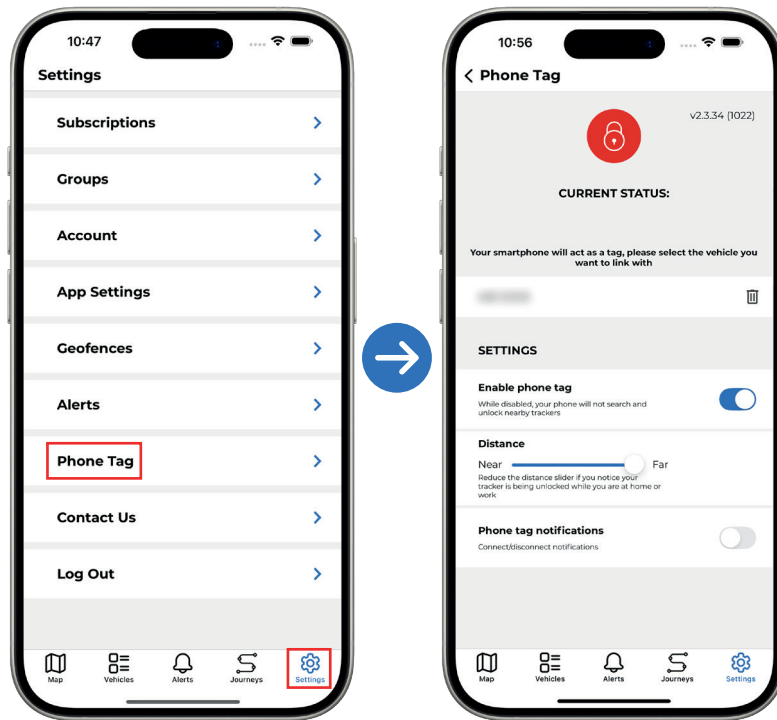 10:47
Settings
Subscriptions
Groups
Account
App Settings
Geofences
Alerts
Phone Tag
Contact Us
Log Out
Map Vehicles Alerts Journeys Settings
10:56
Phone Tag
v2.3.34 (1022)
CURRENT STATUS:
Your smartphone will act as a tag, please select the vehicle you
want to link with
SETTINGS
Enable phone tag
While disabled, your phone will not search and
unlock nearby trackers
Distance
Near Far
Reduce the distance slider if you notice your
tracker is being unlocked while you are at home or
work
Phone tag notifications
Connect/disconnect notifications
Map Vehicles Alerts Journeys Settings